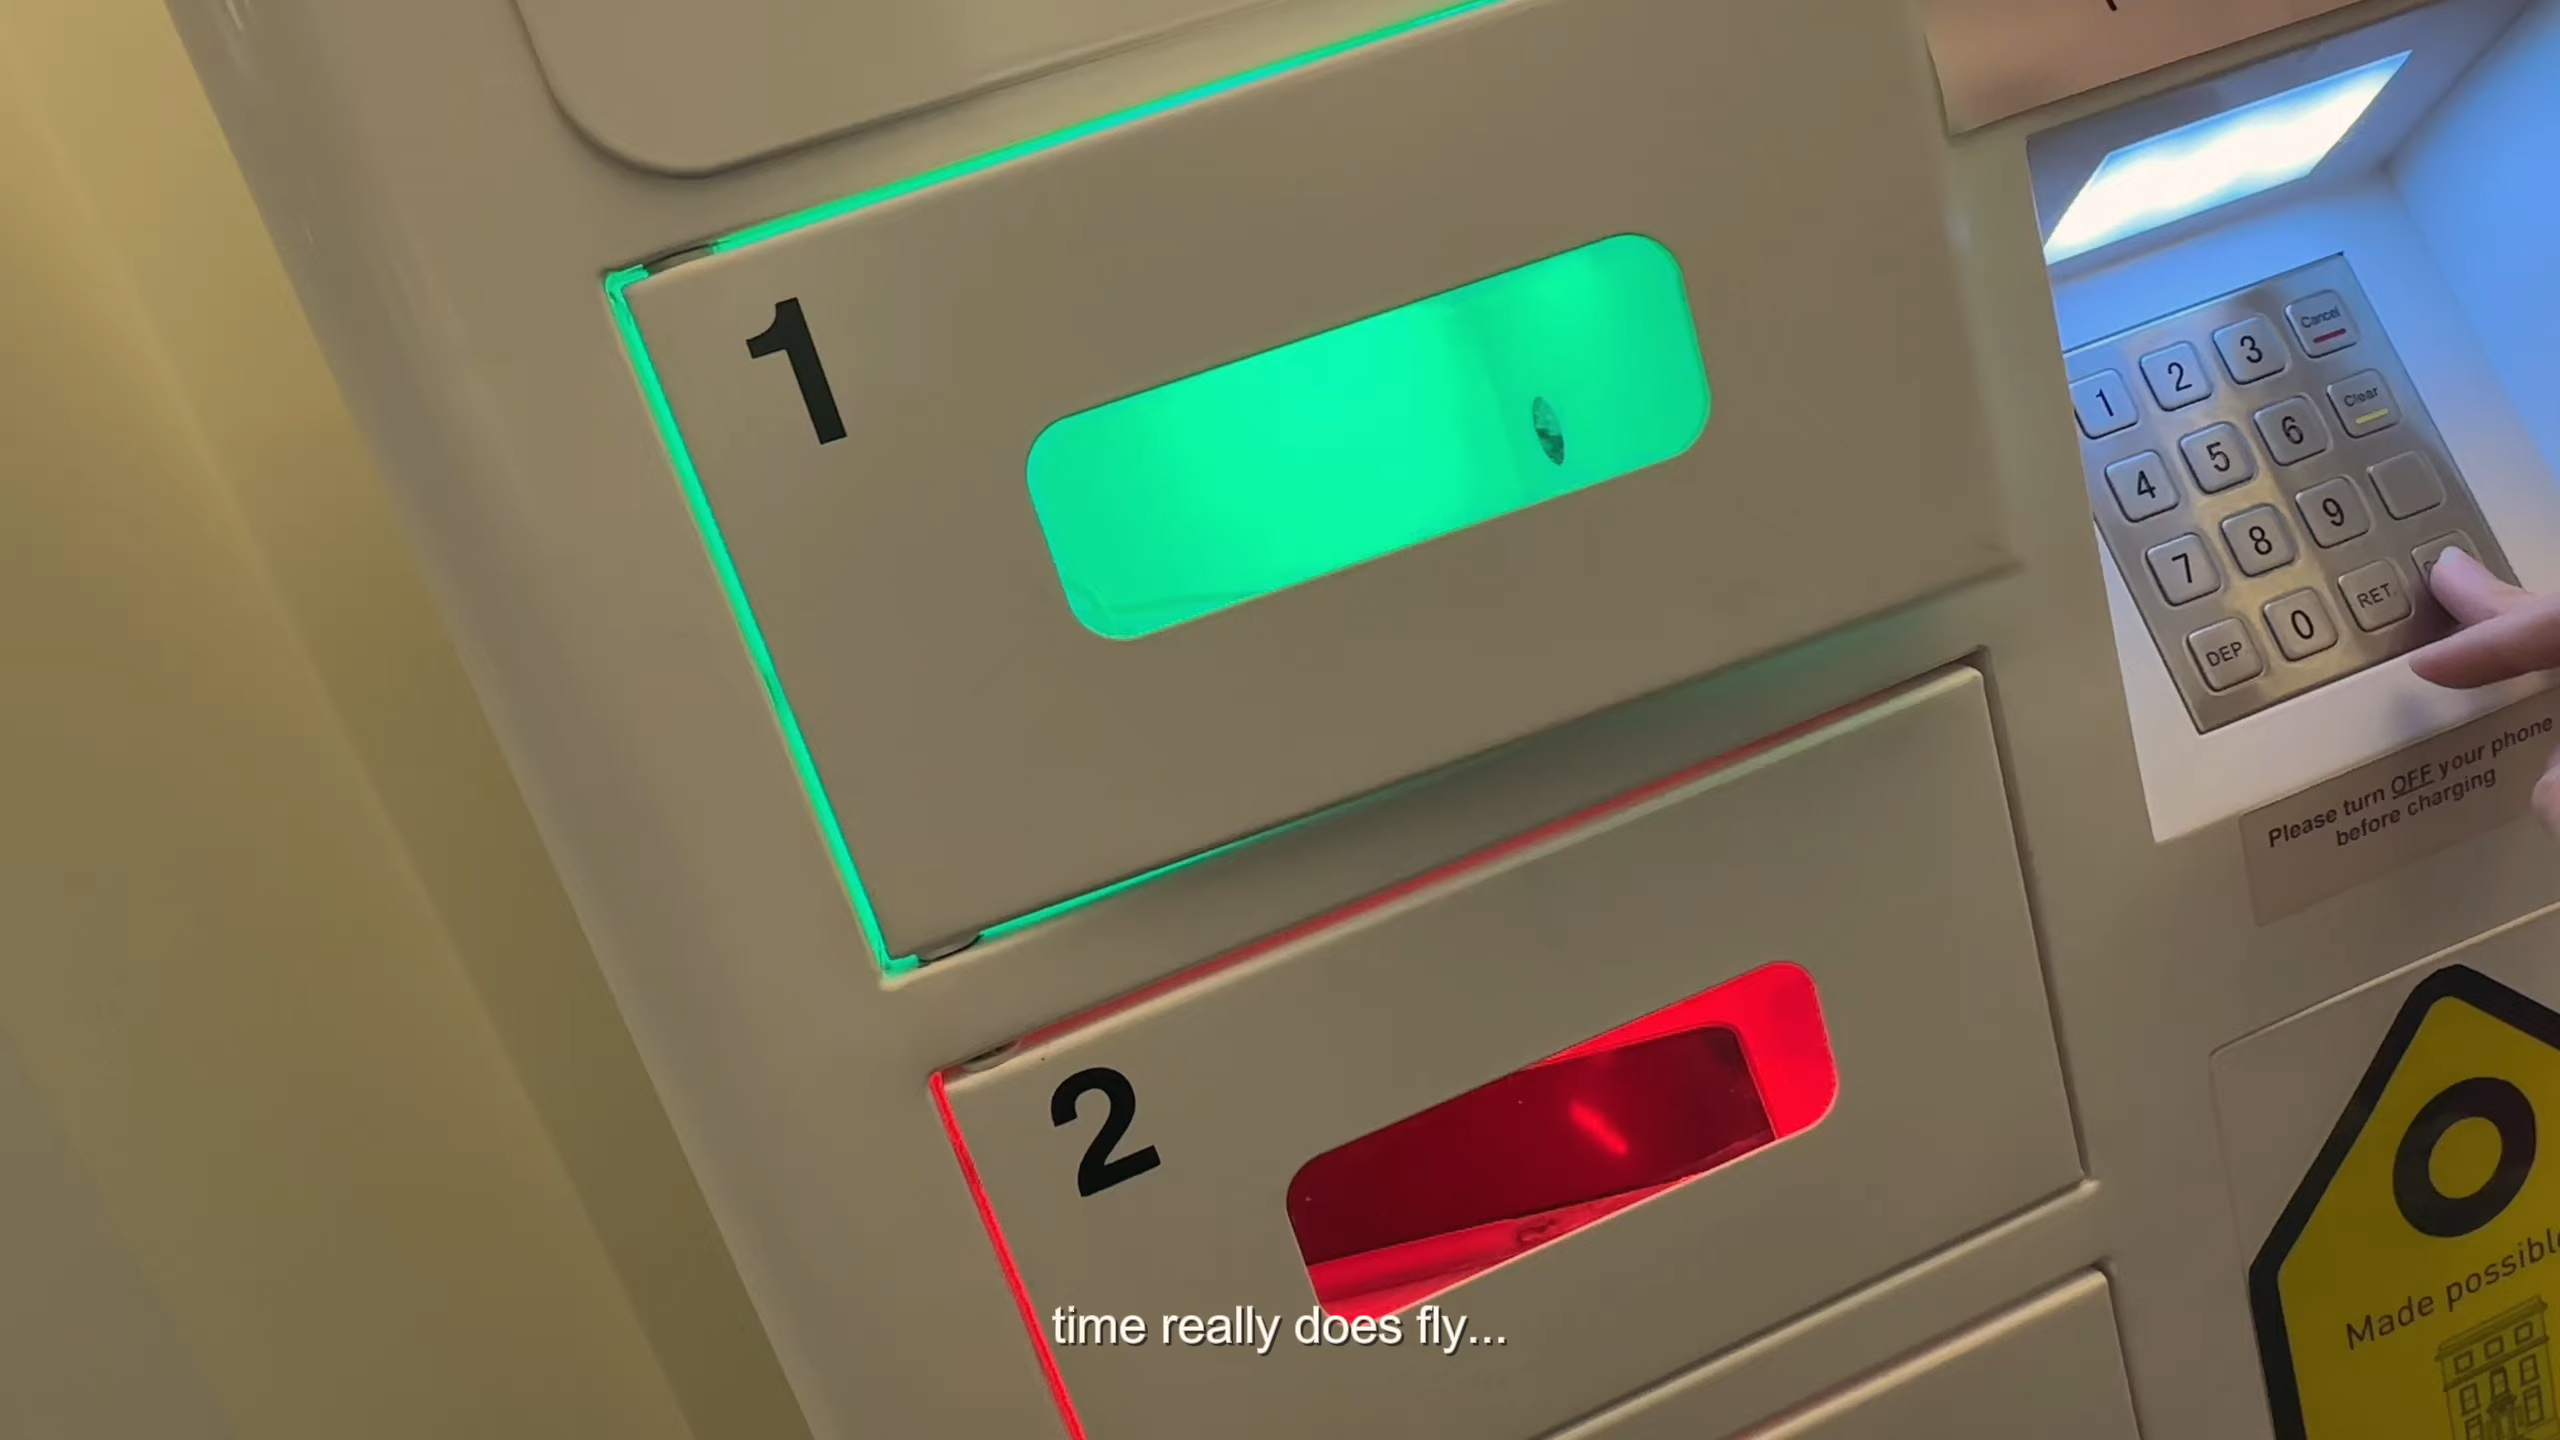 1
2
1 2 3 Cancel
4 5 6 Clear
7 8 9
DEP. 0 RET.
Please turn OFF your phone
before charging
Made possible
time really does fly...